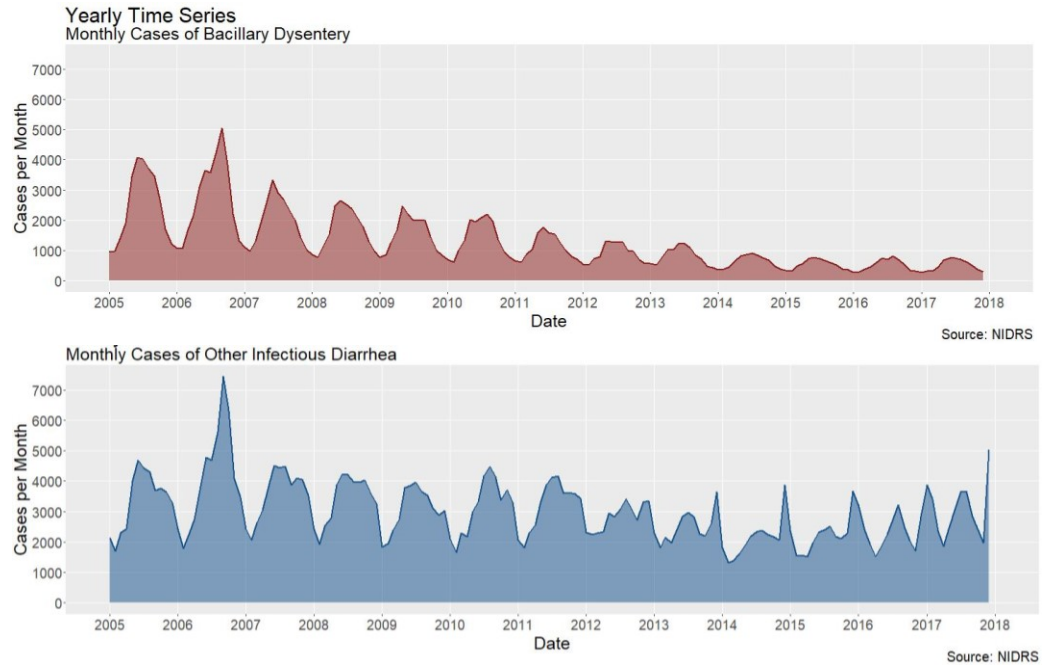 Yearly Time Series
Monthly Cases of Bacillary Dysentery
Cases per Month
7000
6000
5000
4000
3000
2000
1000
0
2005 2006 2007 2008 2009 2010 2011 2012 2013 2014 2015 2016 2017 2018
Date
Source: NIDRS
Monthly Cases of Other Infectious Diarrhea
Cases per Month
7000
6000
5000
4000
3000
2000
1000
0
2005 2006 2007 2008 2009 2010 2011 2012 2013 2014 2015 2016 2017 2018
Date
Source: NIDRS